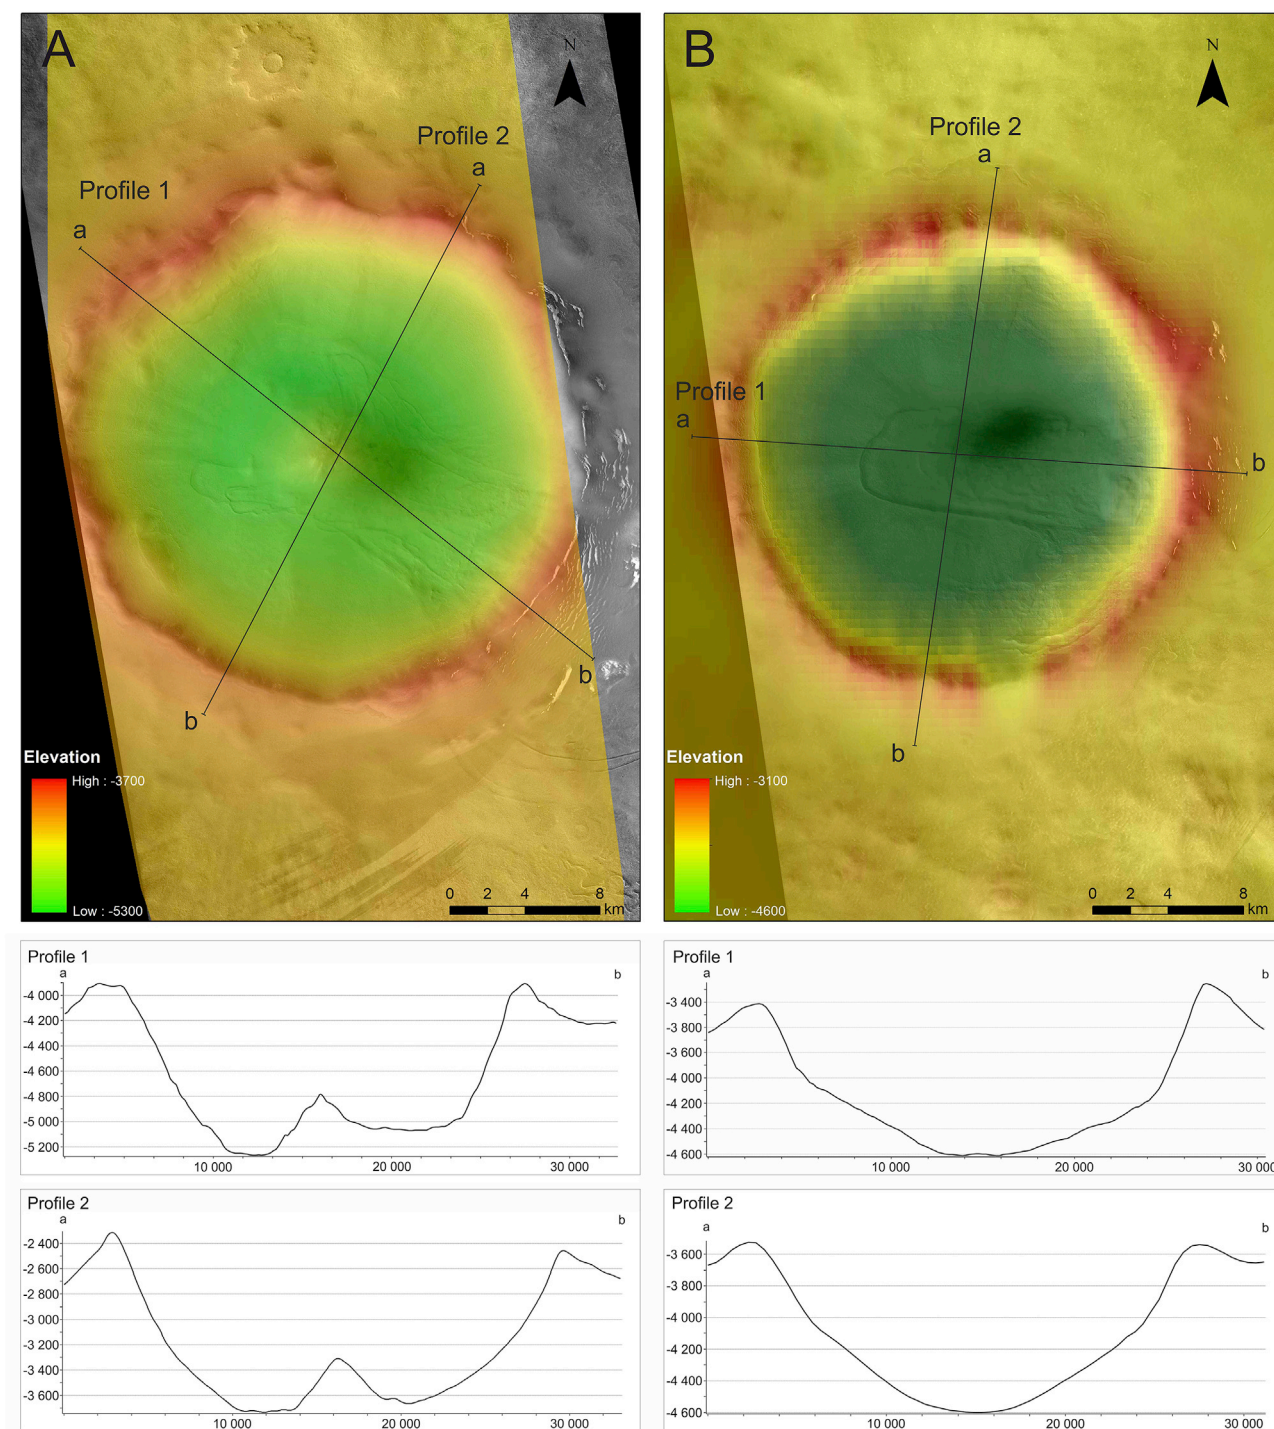 A
N
Profile 2
a
Profile 1
a
b
b
Elevation
High : -3700
Low : -5300
0 2 4 8
km
B
N
Profile 2
a
Profile 1
a
b
b
Elevation
High : -3100
Low : -4600
0 2 4 8
km
Profile 1
a b
-4 000
-4 200
-4 400
-4 600
-4 800
-5 000
-5 200
10 000 20 000 30 000
Profile 1
a b
-3 400
-3 800
-3 600
-4 000
-4 200
-4 400
-4 600
10 000 20 000 30 000
Profile 2
a b
-2 400
-2 600
-2 800
-3 000
-3 200
-3 400
-3 600
10 000 20 000 30 000
Profile 2
a b
-3 600
-3 800
-4 000
-4 200
-4 400
-4 600
10 000 20 000 30 000